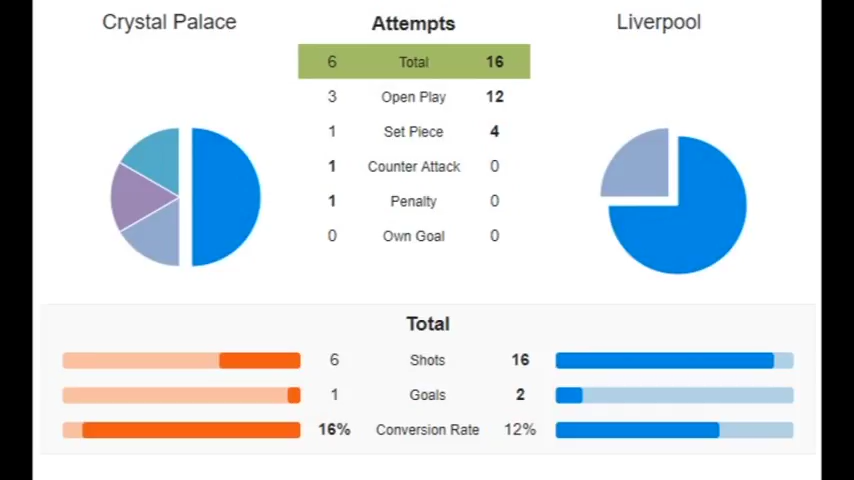 Crystal Palace Attempts Liverpool
6 Total 16
3 Open Play 12
1 Set Piece 4
1 Counter Attack 0
1 Penalty 0
0 Own Goal 0
Total
6 Shots 16
1 Goals 2
16% Conversion Rate 12%